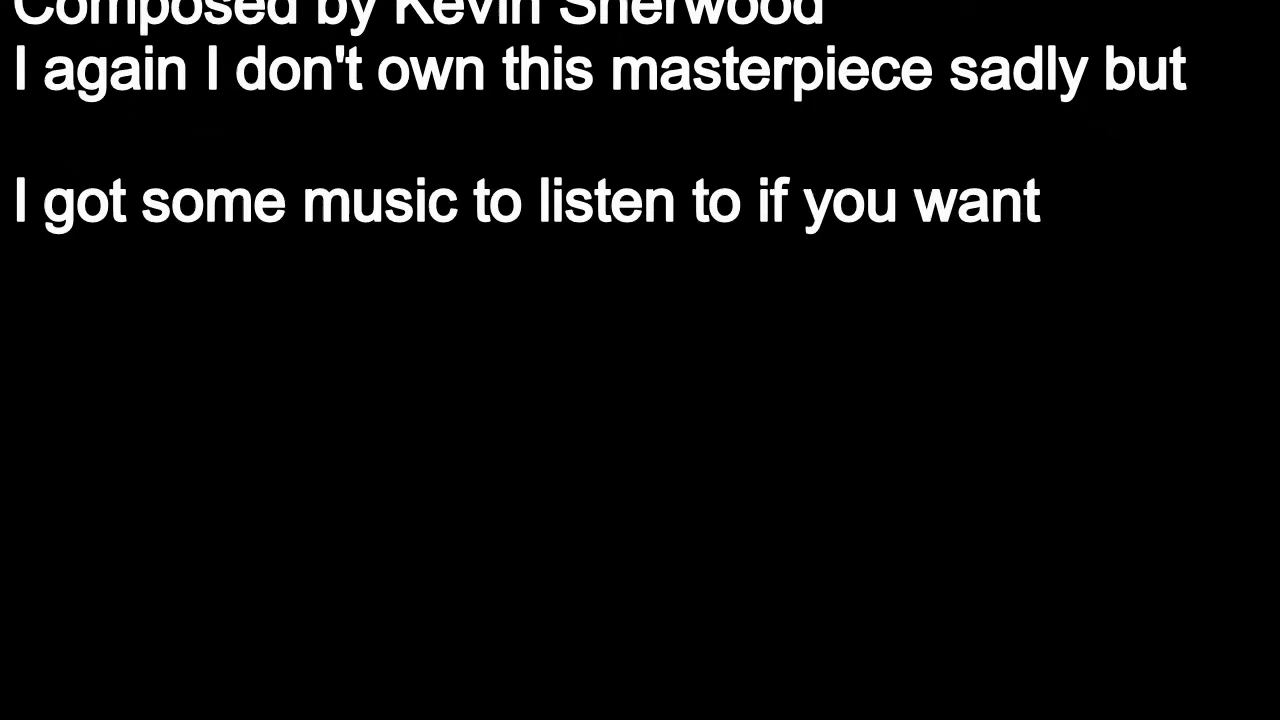 Composed by Kevin Sherwood
I again I don't own this masterpiece sadly but
I got some music to listen to if you want